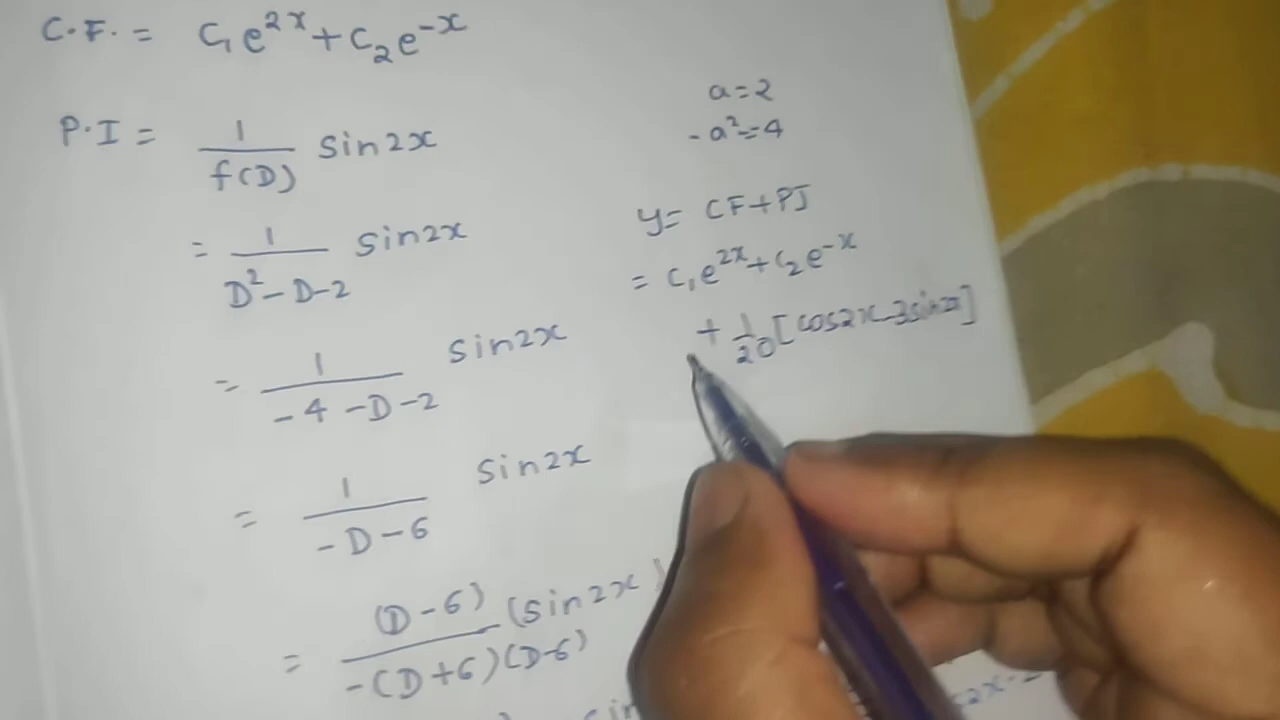 C.F. = C₁e^2x + C₂e^-x
P.I = 1/f(D) sin2x
= 1/(D²-D-2) sin2x
= 1/(-4-D-2) sin2x
= 1/(-D-6) sin2x
= (D-6)/(-(D+6)(D-6)) (sin2x)
a=2
-a²=-4
y= CF+PI
= C₁e^2x + C₂e^-x
+ 1/20 [cos2x-3sin2x]